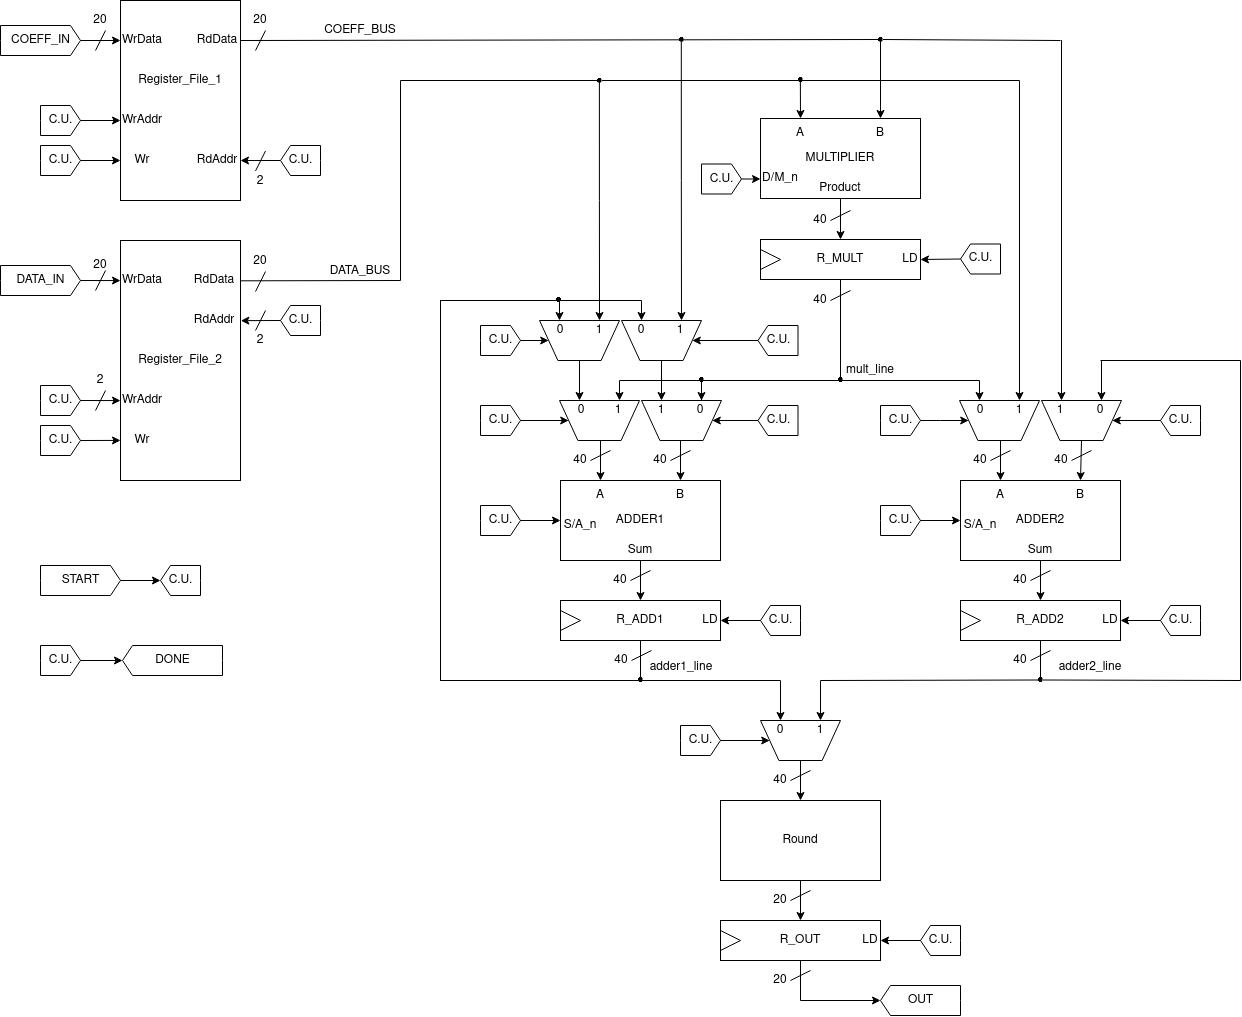 20
20
COEFF_BUS
COEFF_IN
WrData
RdData
Register_File_1
C.U.
WrAddr
C.U.
Wr
RdAddr
C.U.
2
A
B
MULTIPLIER
C.U.
D/M_n
Product
40
20
20
DATA_BUS
DATA_IN
WrData
RdData
R_MULT
LD
C.U.
40
RdAddr
C.U.
2
Register_File_2
0
1
0
1
C.U.
C.U.
mult_line
2
C.U.
WrAddr
C.U.
Wr
0
1
1
0
C.U.
C.U.
0
1
1
0
C.U.
C.U.
40
40
40
40
A
B
C.U.
S/A_n
ADDER1
Sum
A
B
C.U.
S/A_n
ADDER2
Sum
START
C.U.
40
40
R_ADD1
LD
C.U.
R_ADD2
LD
C.U.
C.U.
DONE
40
adder1_line
40
adder2_line
0
1
C.U.
40
Round
20
R_OUT
LD
C.U.
20
OUT